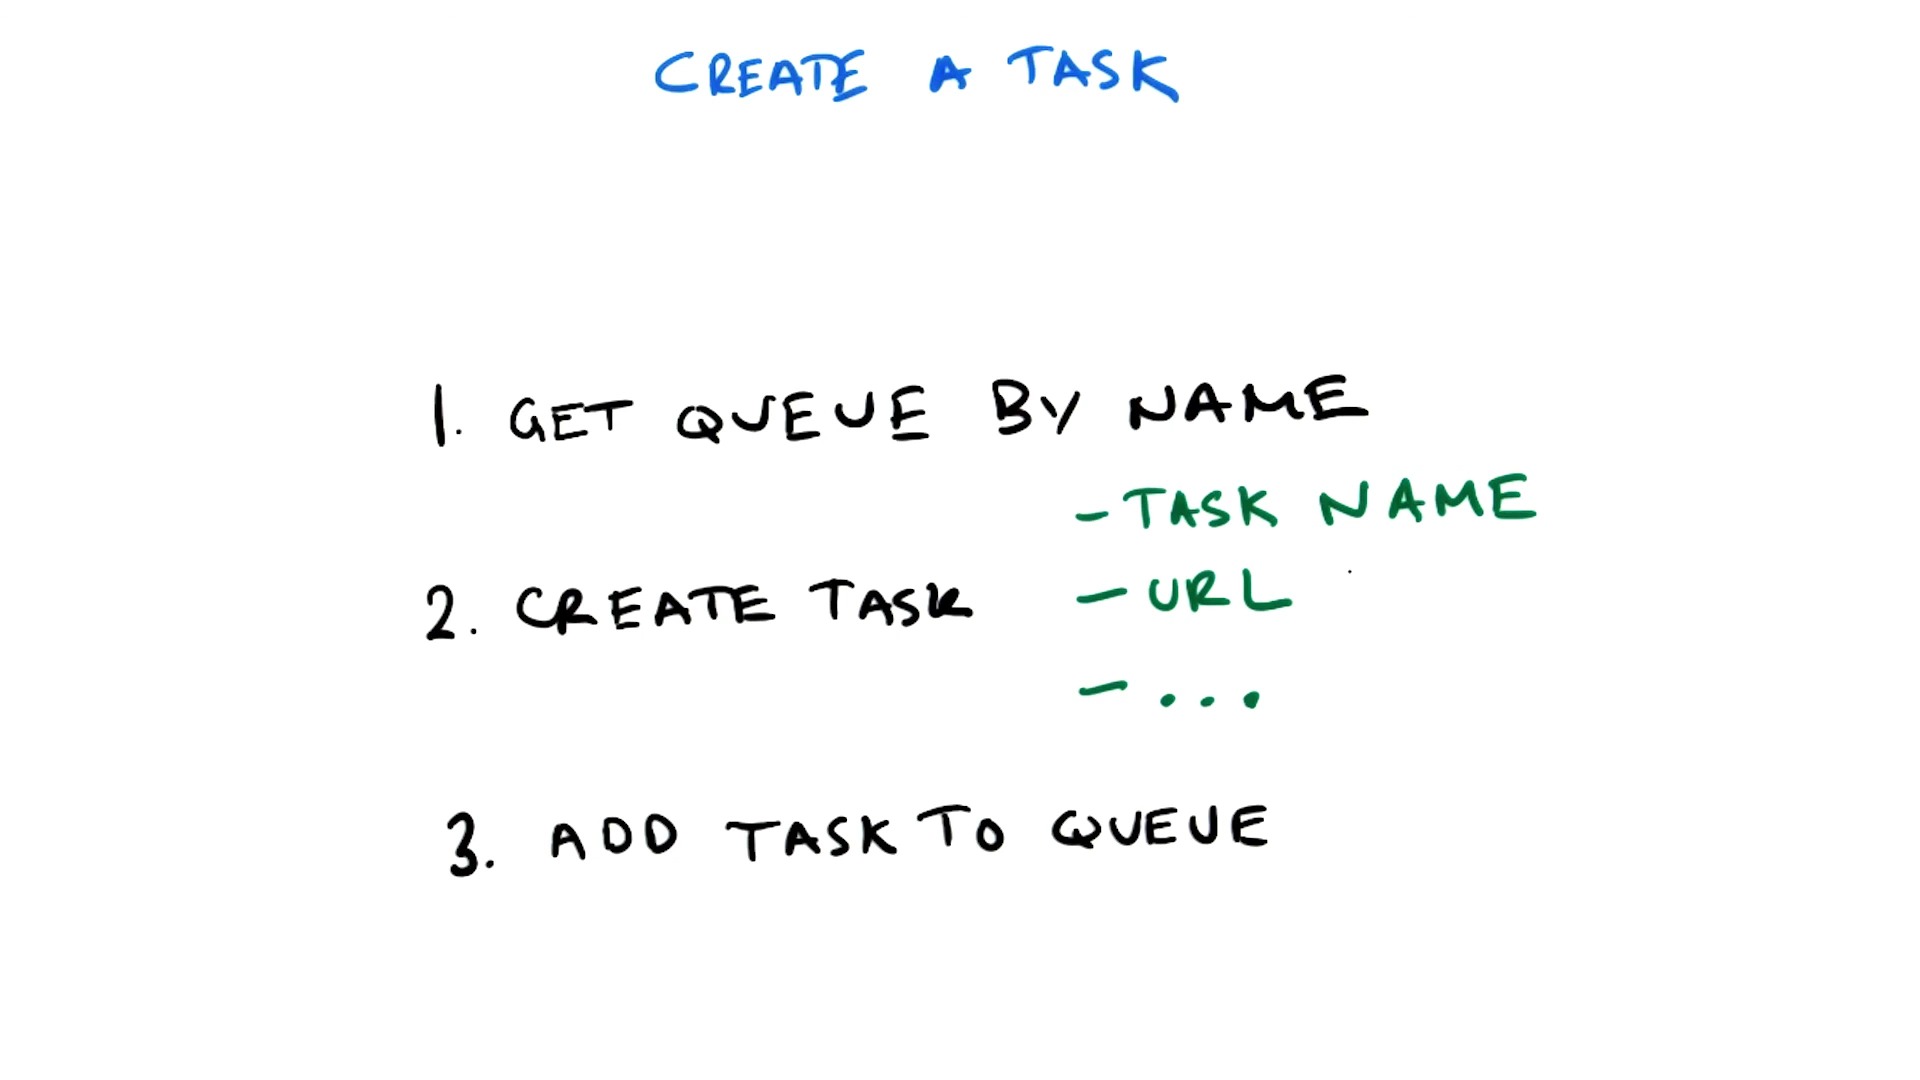 CREATE A TASK
1. GET QUEUE BY NAME
- TASK NAME
2. CREATE TASK - URL
- ...
3. ADD TASK TO QUEUE